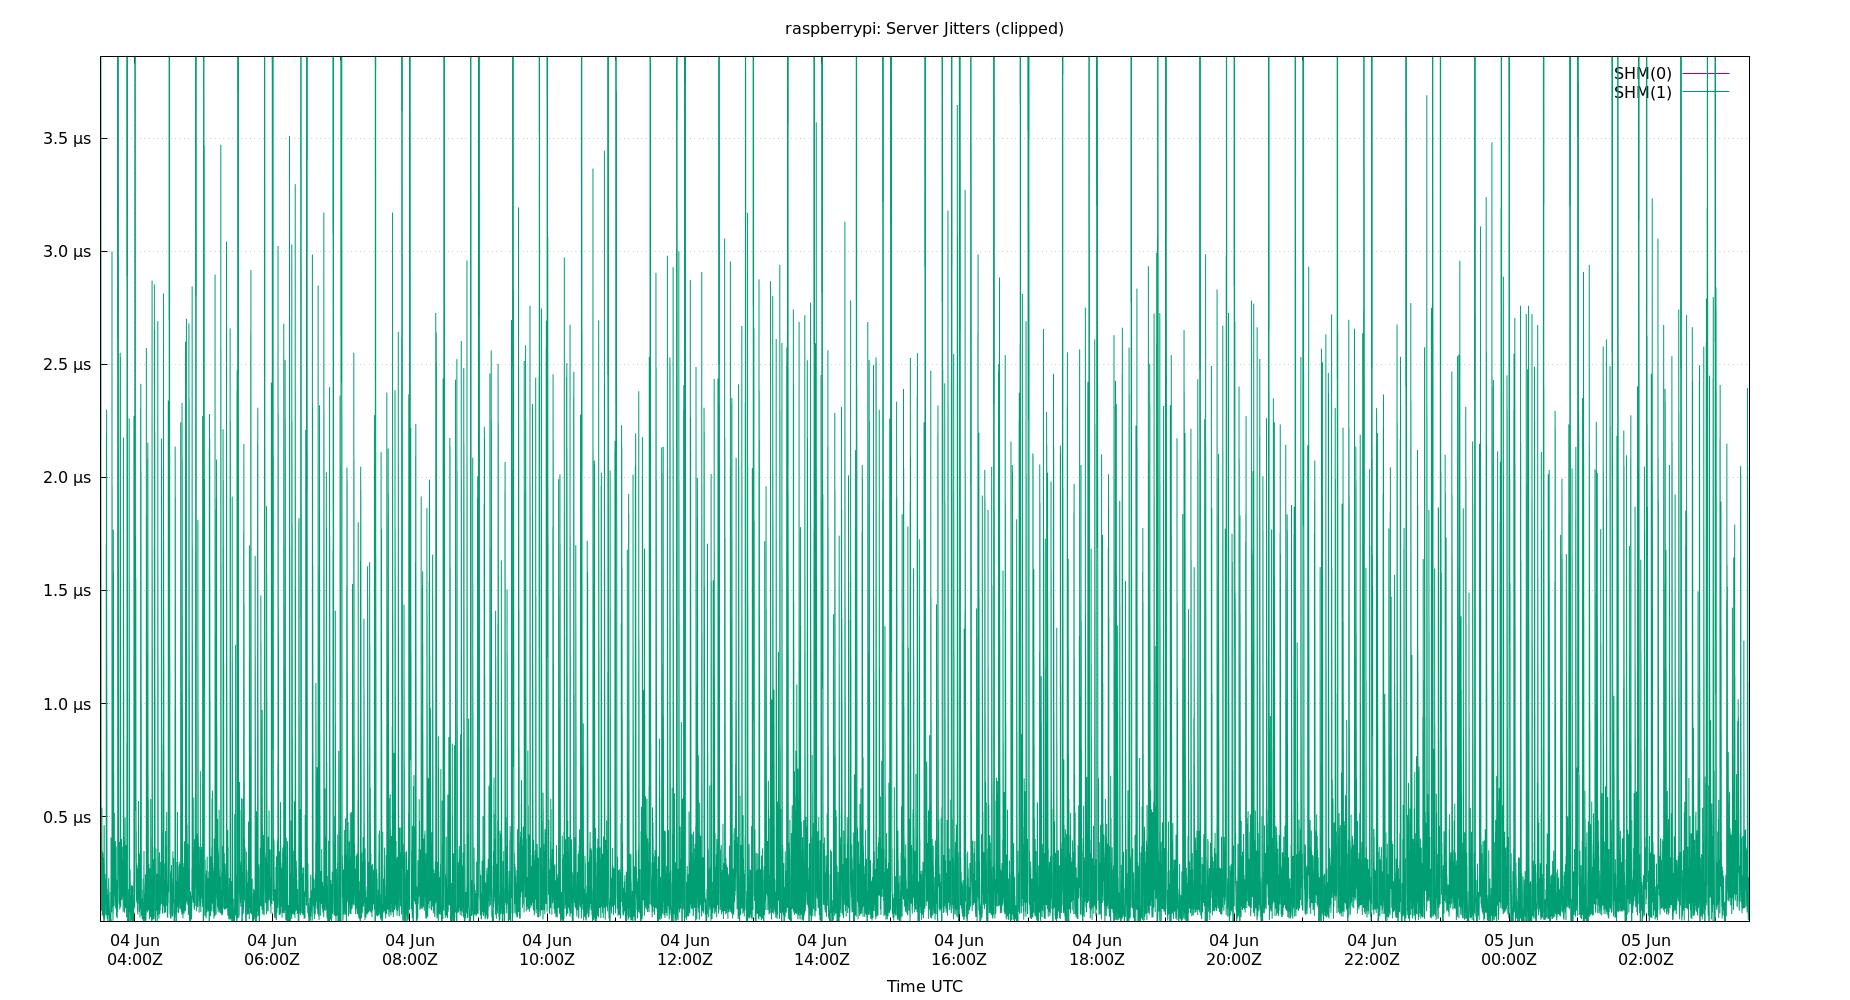 raspberrypi: Server Jitters (clipped)
SHM(0)
SHM(1)
3.5 µs
3.0 µs
2.5 µs
2.0 µs
1.5 µs
1.0 µs
0.5 µs
04 Jun 04 Jun 04 Jun 04 Jun 04 Jun 04 Jun 04 Jun 04 Jun 04 Jun 04 Jun 05 Jun 05 Jun
04:00Z 06:00Z 08:00Z 10:00Z 12:00Z 14:00Z 16:00Z 18:00Z 20:00Z 22:00Z 00:00Z 02:00Z
Time UTC